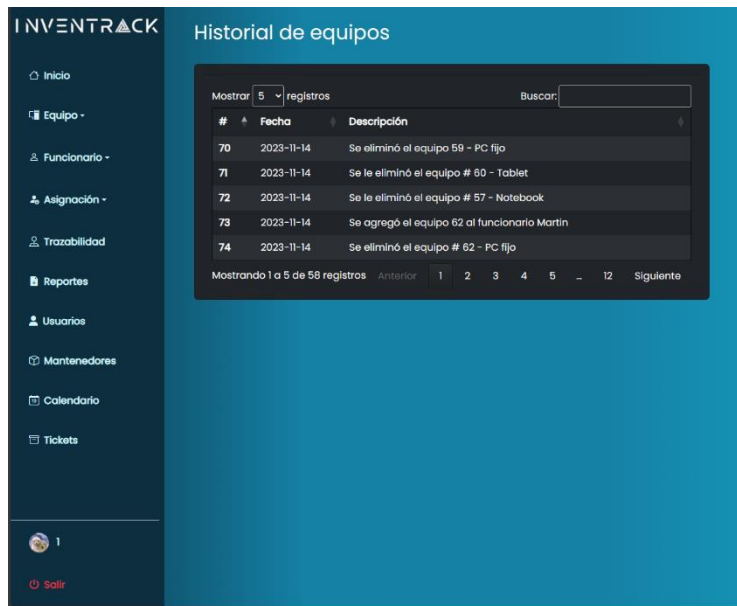 INVENTRACK
Inicio
Equipo
Funcionario
Asignación
Trazabilidad
Reportes
Usuarios
Mantenedores
Calendario
Tickets
1
Salir
Historial de equipos
Mostrar 5 registros Buscar:
# Fecha Descripción
70 2023-11-14 Se eliminó el equipo 59 - PC fijo
71 2023-11-14 Se le eliminó el equipo # 60 - Tablet
72 2023-11-14 Se le eliminó el equipo # 57 - Notebook
73 2023-11-14 Se agregó el equipo 62 al funcionario Martin
74 2023-11-14 Se eliminó el equipo # 62 - PC fijo
Mostrando 1 a 5 de 58 registros Anterior 1 2 3 4 5 … 12 Siguiente